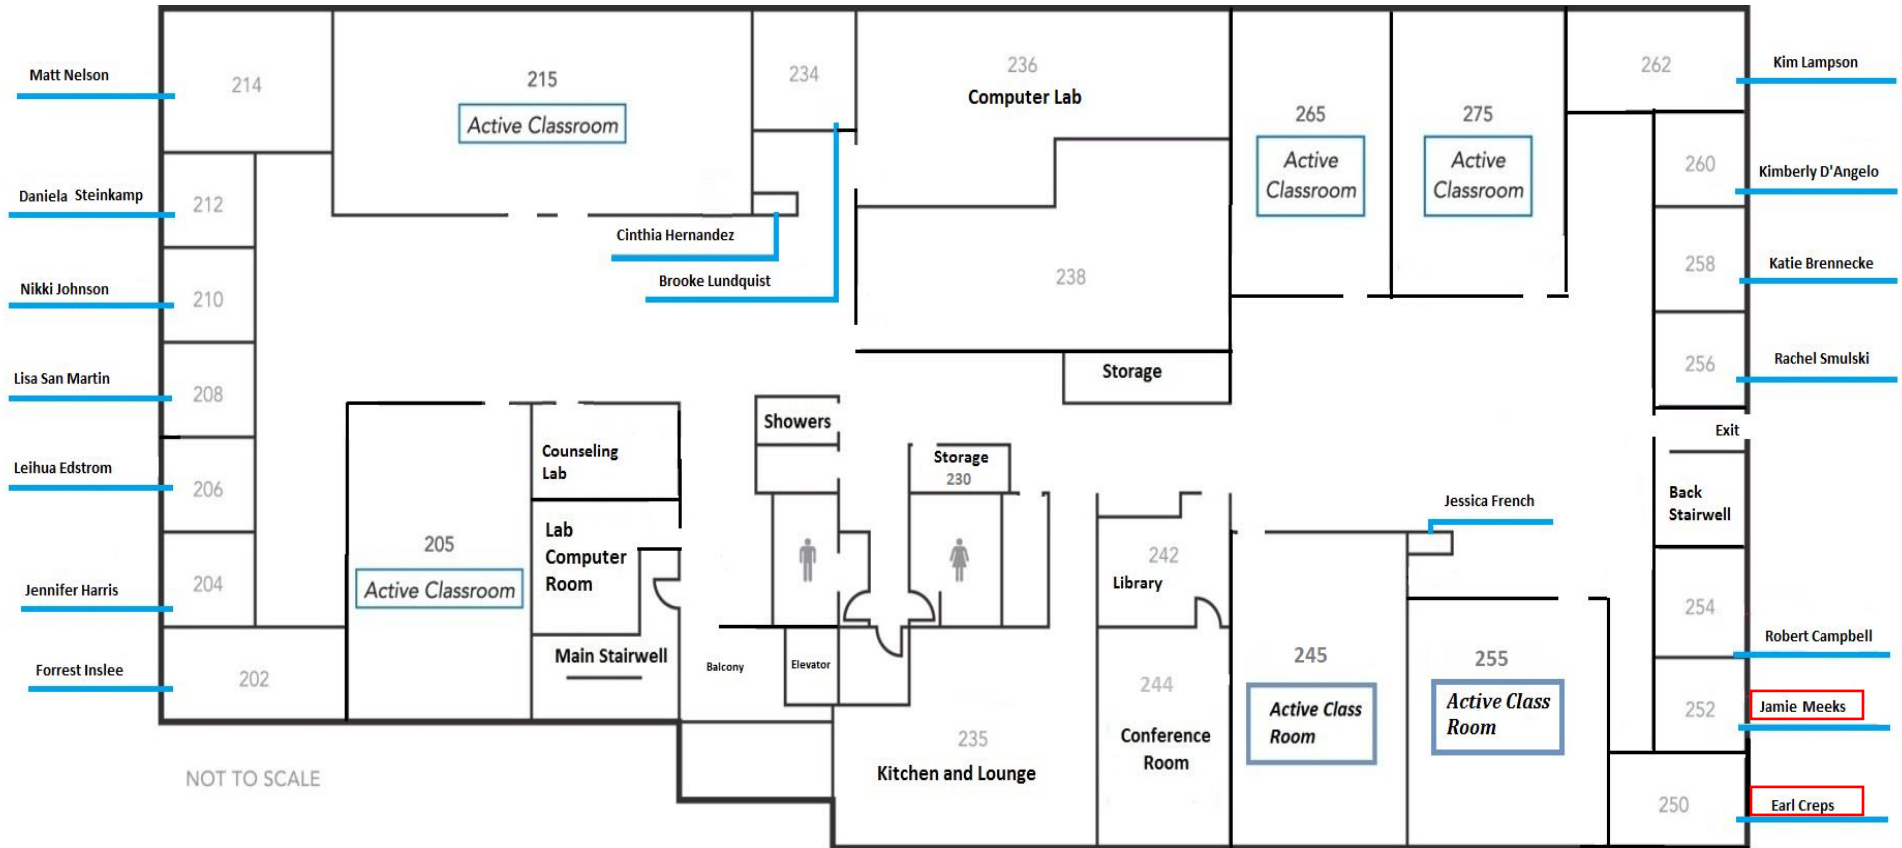 Matt Nelson
214
215
Active Classroom
234
236
Computer Lab
265
Active
Classroom
275
Active
Classroom
262
Kim Lampson
Daniela Steinkamp
212
260
Kimberly D'Angelo
Cinthia Hernandez
Brooke Lundquist
Nikki Johnson
210
238
258
Katie Brennecke
Lisa San Martin
208
Storage
256
Rachel Smulski
Showers
Exit
Leihua Edstrom
206
Counseling
Lab
Storage
230
Jessica French
Back
Stairwell
205
Active Classroom
Lab
Computer
Room
242
Library
Jennifer Harris
204
254
Robert Campbell
Forrest Inslee
202
Main Stairwell
Balcony
Elevator
244
Conference
Room
245
Active Class
Room
255
Active Class
Room
252
Jamie Meeks
235
Kitchen and Lounge
NOT TO SCALE
250
Earl Creps